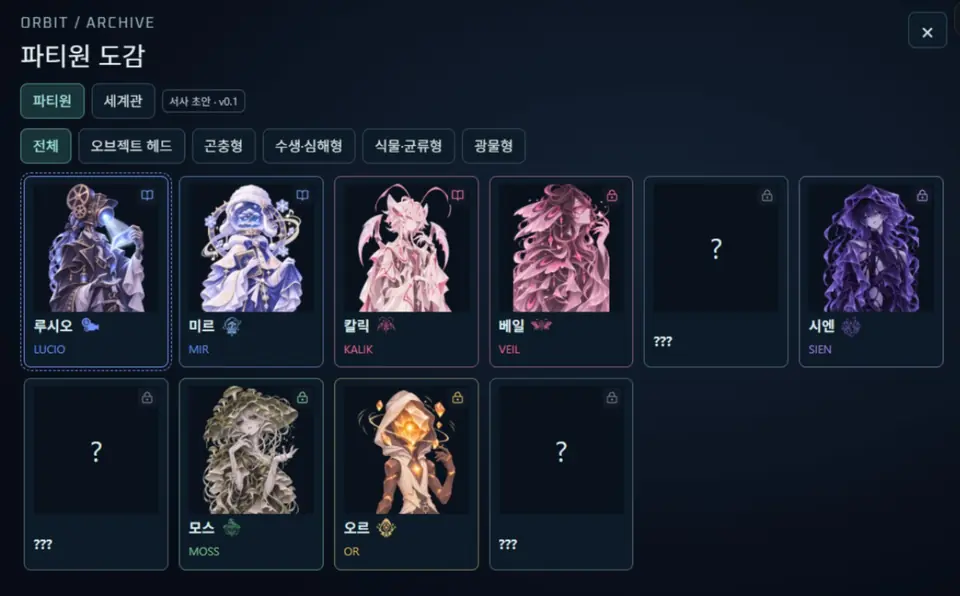 ORBIT / ARCHIVE
파티원 도감
×
파티원 세계관 서사 초안 · v0.1
전체 오브젝트 헤드 곤충형 수생·심해형 식물·균류형 광물형
루시오
LUCIO
미르
MIR
칼릭
KALIK
베일
VEIL
?
???
시엔
SIEN
?
???
모스
MOSS
오르
OR
?
???